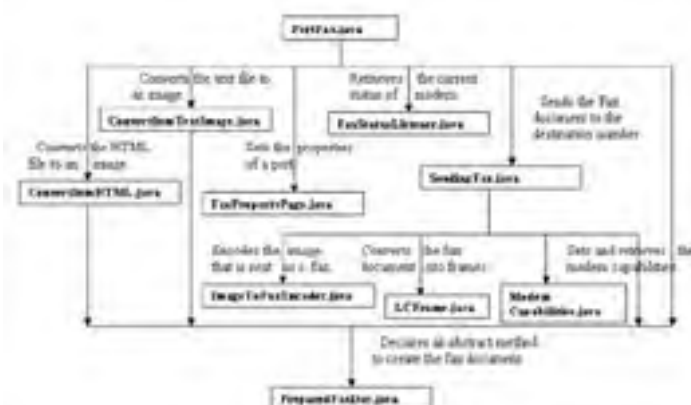 PortFax.java
Converts the text file to
an image
Retrieves the current
status of modem
Sends the Fax
document to the
destination number
ConvertionTextImage.java
FaxStatusListener.java
Converts the HTML
file to an image
Sets the properties
of a port
ConvertionHTML.java
FaxPropertyPage.java
SendingFax.java
Encodes the image
that is sent as a fax
Converts the fax
document into frames
Sets and retrieves the
modem capabilities
ImageToFaxEncoder.java
LCFrame.java
Modem
Capabilities.java
Declares an abstract method
to create the Fax document